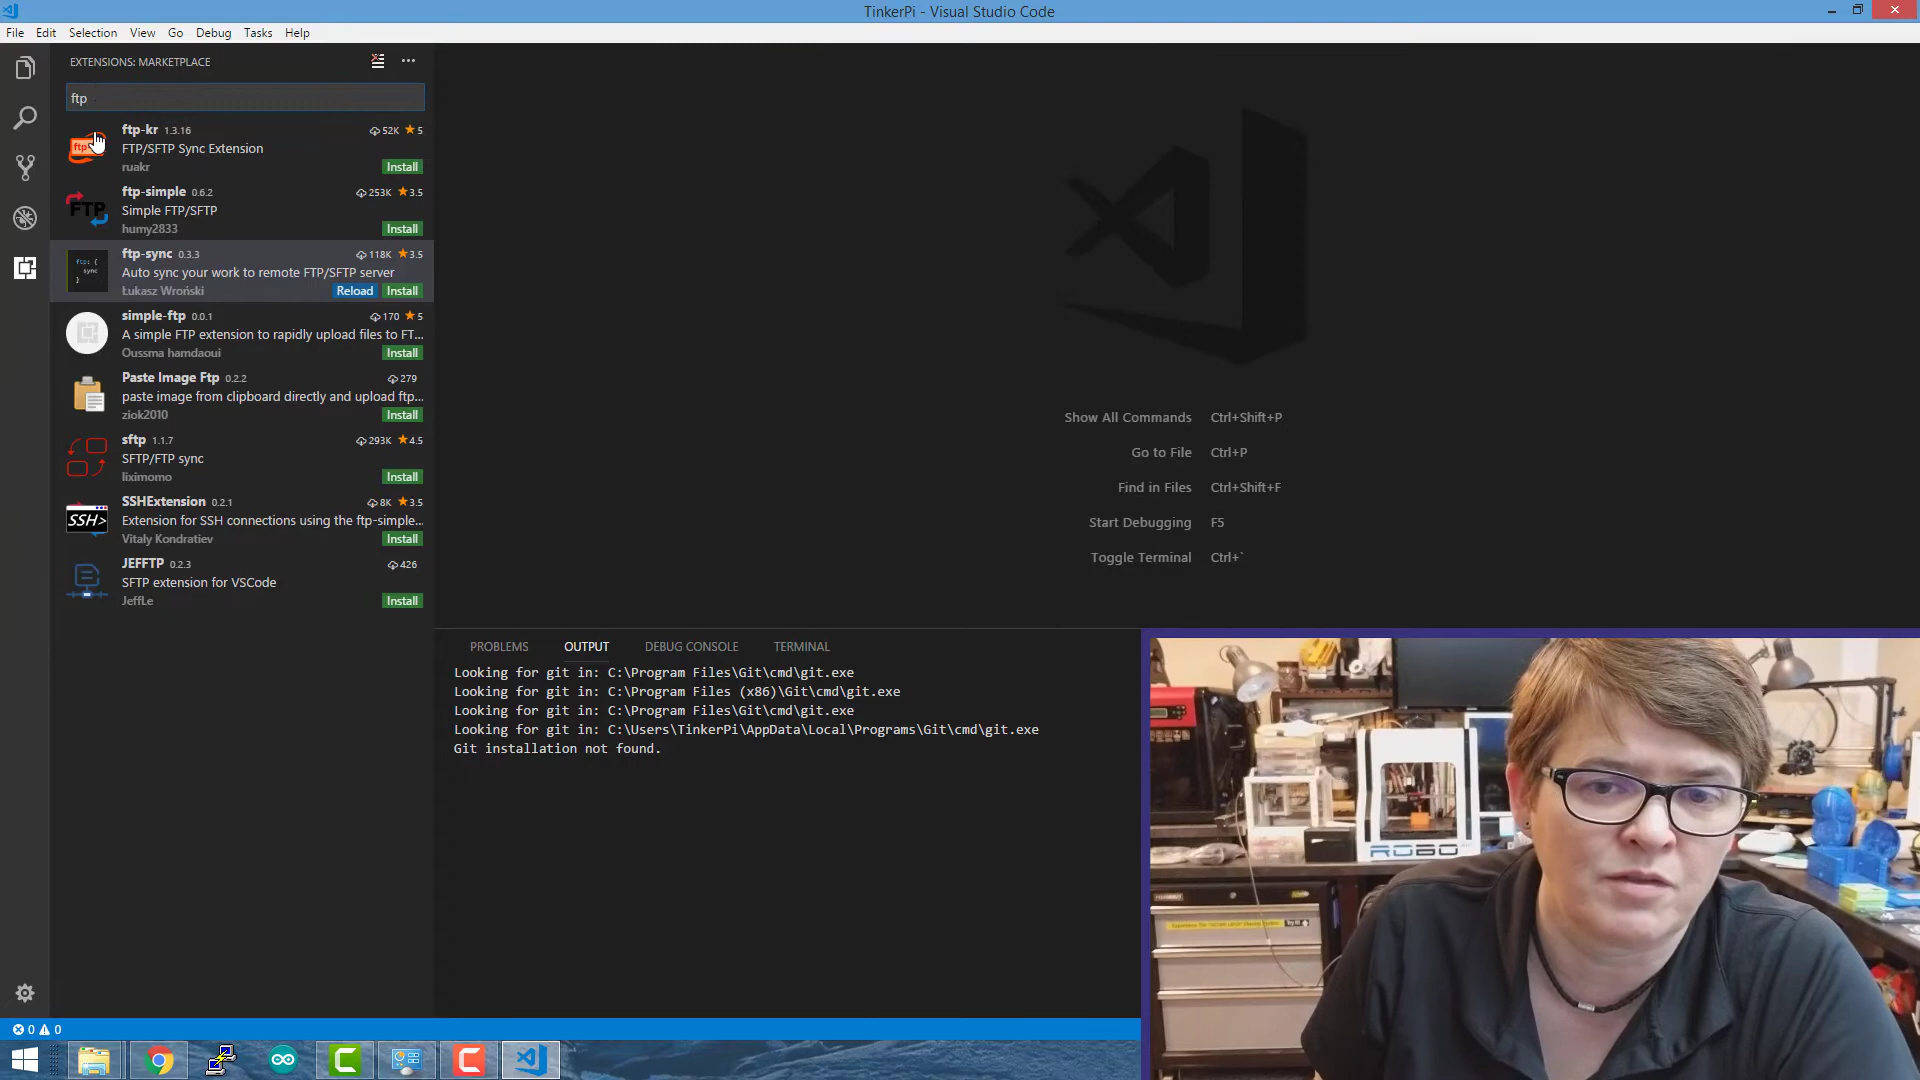 TinkerPi - Visual Studio Code
File Edit Selection View Go Debug Tasks Help
EXTENSIONS: MARKETPLACE
ftp
ftp-kr 1.3.16 52K 5
FTP/SFTP Sync Extension
ruakr Install
ftp-simple 0.6.2 253K 3.5
Simple FTP/SFTP
humy2833 Install
ftp-sync 0.3.3 118K 3.5
Auto sync your work to remote FTP/SFTP server
Łukasz Wroński Reload Install
simple-ftp 0.0.1 170 5
A simple FTP extension to rapidly upload files to FT...
Oussma hamdaoui Install
Paste Image Ftp 0.2.2 279
paste image from clipboard directly and upload ftp...
ziok2010 Install
sftp 1.1.7 293K 4.5
SFTP/FTP sync
liximomo Install
SSHExtension 0.2.1 8K 3.5
Extension for SSH connections using the ftp-simple...
Vitaly Kondratiev Install
JEFFTP 0.2.3 426
SFTP extension for VSCode
JeffLe Install
ftp
FTP
ftp: {
sync
}
SSH>
Show All Commands Ctrl+Shift+P
Go to File Ctrl+P
Find in Files Ctrl+Shift+F
Start Debugging F5
Toggle Terminal Ctrl+`
PROBLEMS OUTPUT DEBUG CONSOLE TERMINAL
Looking for git in: C:\Program Files\Git\cmd\git.exe
Looking for git in: C:\Program Files (x86)\Git\cmd\git.exe
Looking for git in: C:\Program Files\Git\cmd\git.exe
Looking for git in: C:\Users\TinkerPi\AppData\Local\Programs\Git\cmd\git.exe
Git installation not found.
ROBO
0 0